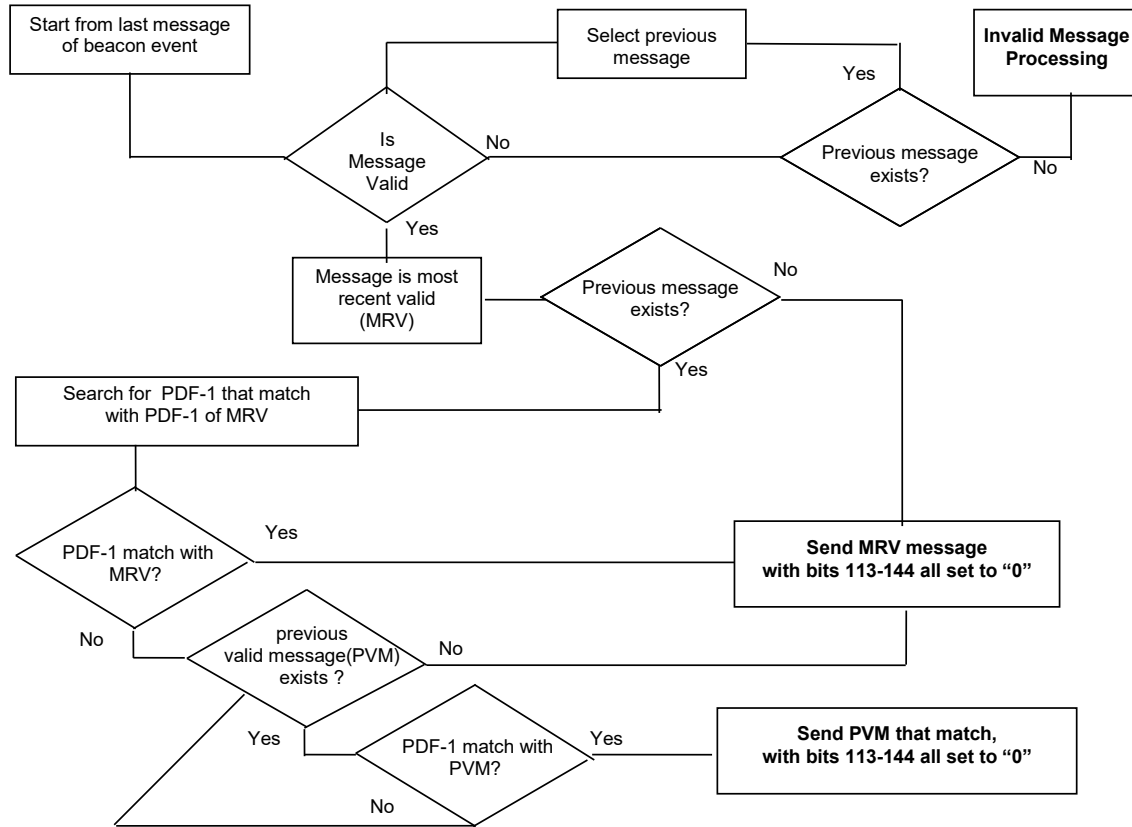 Start from last message
of beacon event
Select previous
message
Invalid Message
Processing
Yes
Is
Message
Valid
No
Previous message
exists?
No
Yes
Message is most
recent valid
(MRV)
Previous message
exists?
No
Yes
Search for PDF-1 that match
with PDF-1 of MRV
PDF-1 match with
MRV?
Yes
Send MRV message
with bits 113-144 all set to “0”
No
previous
valid message(PVM)
exists ?
No
Yes
PDF-1 match with
PVM?
Yes
Send PVM that match,
with bits 113-144 all set to “0”
No